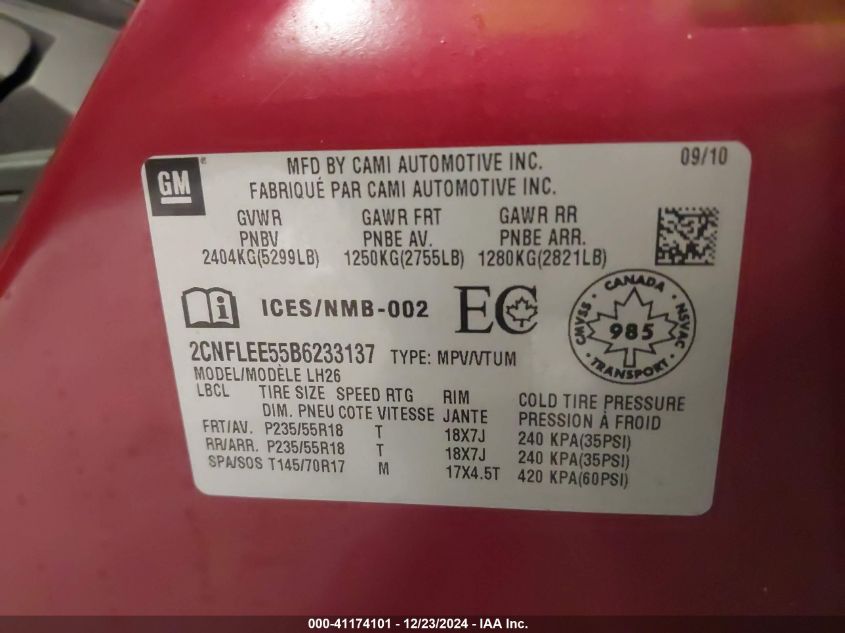 GM
MFD BY CAMI AUTOMOTIVE INC. 09/10
FABRIQUÉ PAR CAMI AUTOMOTIVE INC.
GVWR GAWR FRT GAWR RR
PNBV PNBE AV. PNBE ARR.
2404KG(5299LB) 1250KG(2755LB) 1280KG(2821LB)
ICES/NMB-002 EC
CANADA
CMVSS 985 NSVAC
TRANSPORT
2CNFLEE55B6233137 TYPE: MPV/VTUM
MODEL/MODÈLE LH26
LBCL TIRE SIZE SPEED RTG RIM COLD TIRE PRESSURE
DIM. PNEU COTE VITESSE JANTE PRESSION À FROID
FRT/AV. P235/55R18 T 18X7J 240 KPA(35PSI)
RR/ARR. P235/55R18 T 18X7J 240 KPA(35PSI)
SPA/SOS T145/70R17 M 17X4.5T 420 KPA(60PSI)
000-41174101 - 12/23/2024 - IAA Inc.